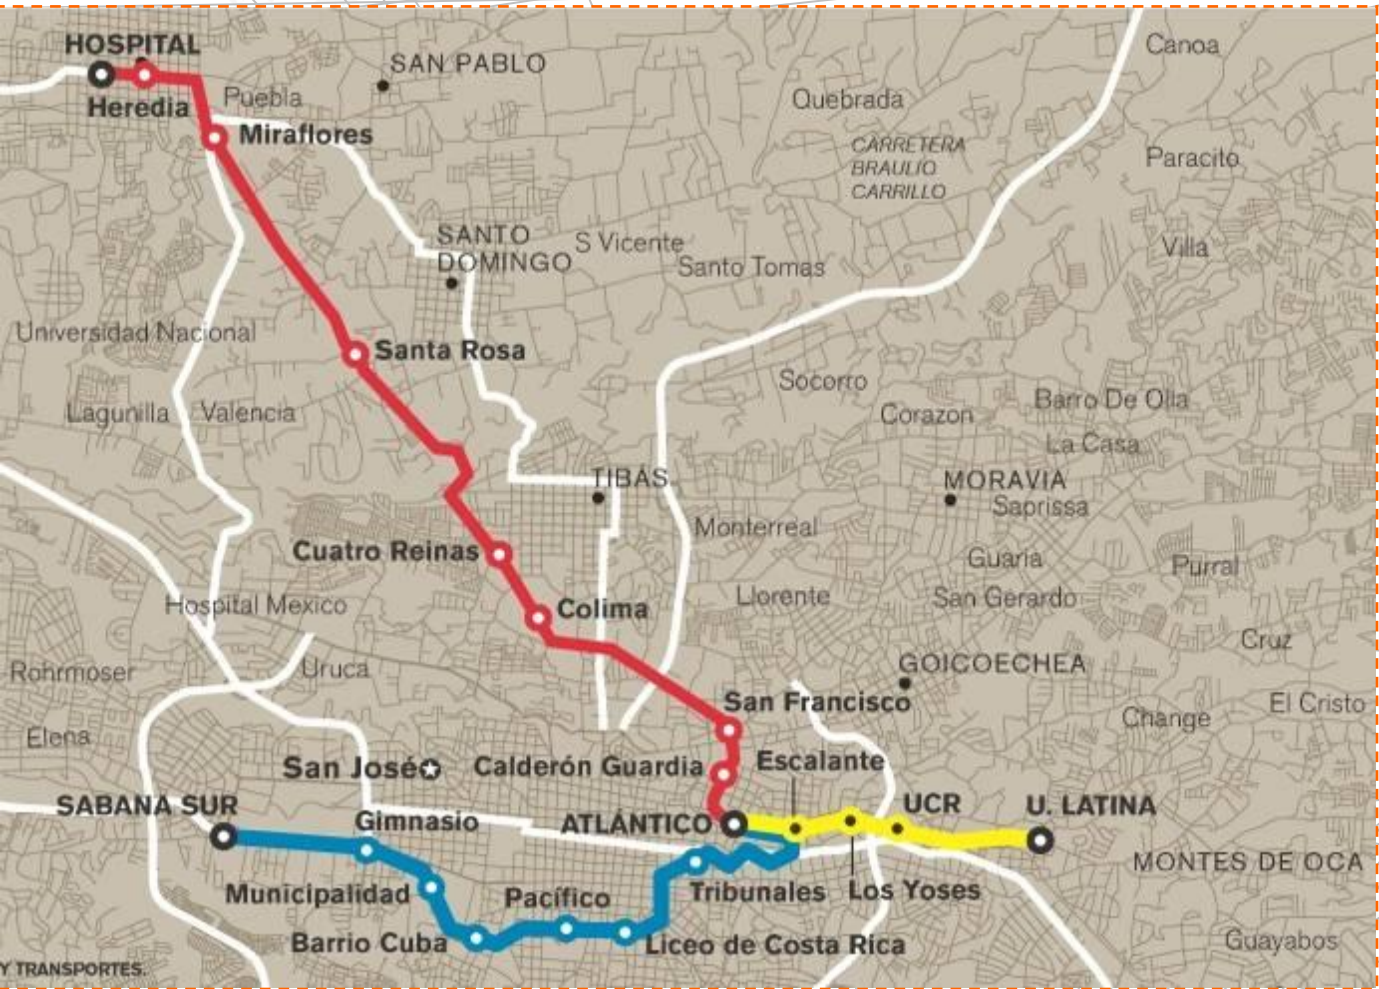 HOSPITAL
Heredia
Puebla
Miraflores
SAN PABLO
Canoa
Quebrada
CARRETERA
BRAULIO
CARRILLO
Paracito
SANTO
DOMINGO
S Vicente
Santo Tomas
Villa
Universidad Nacional
Santa Rosa
Socorro
Lagunilla
Valencia
Corazon
Barro De Olla
La Casa
TIBÁS
MORAVIA
Saprissa
Monterreal
Cuatro Reinas
Guaria
Purral
Hospital Mexico
Colima
Llorente
San Gerardo
Cruz
Rohrmoser
Uruca
GOICOECHEA
San Francisco
El Cristo
Change
Elena
San José
Calderón Guardia
Escalante
SABANA SUR
Gimnasio
ATLÁNTICO
UCR
U. LATINA
MONTES DE OCA
Municipalidad
Pacífico
Tribunales
Los Yoses
Barrio Cuba
Liceo de Costa Rica
Guayabos
Y TRANSPORTES.